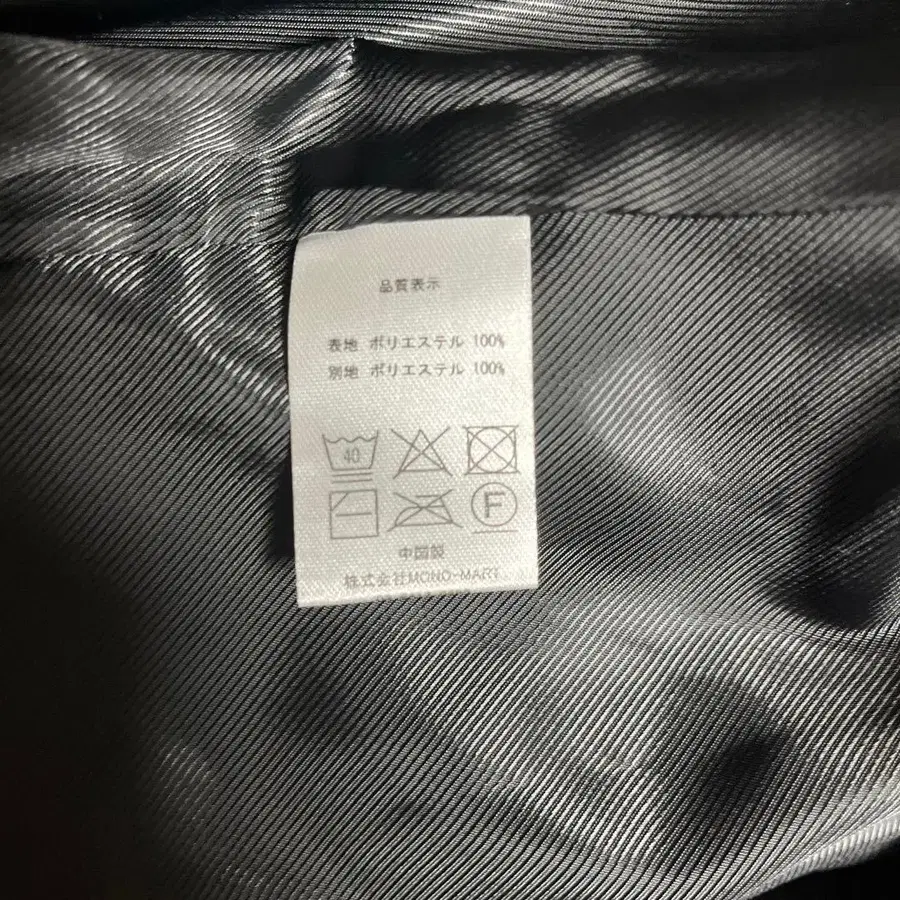 品質表示
表地 ポリエステル 100%
別地 ポリエステル 100%
40
F
中国製
株式会社MONO-MART